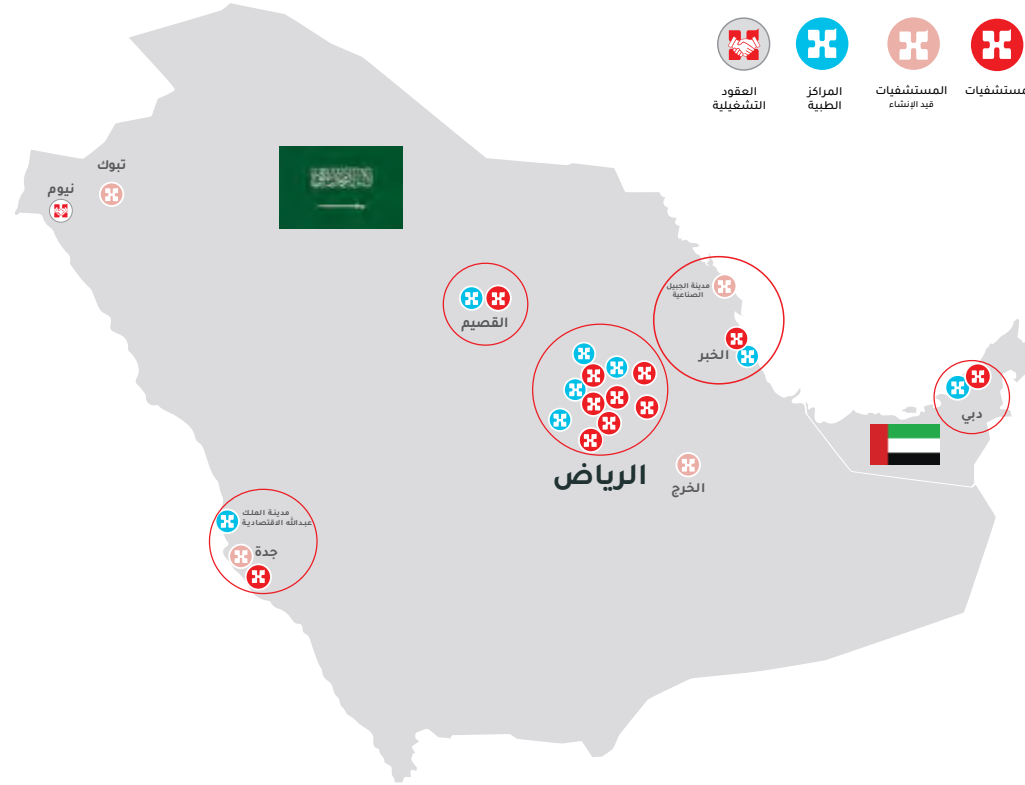 المستشفيات
المستشفيات
قيد الإنشاء
المراكز
الطبية
العقود
التشغيلية
تبوك
نيوم
مدينة الجبيل
الصناعية
القصيم
الخبر
دبي
الرياض
الخرج
مدينة الملك
عبدالله الاقتصادية
جدة